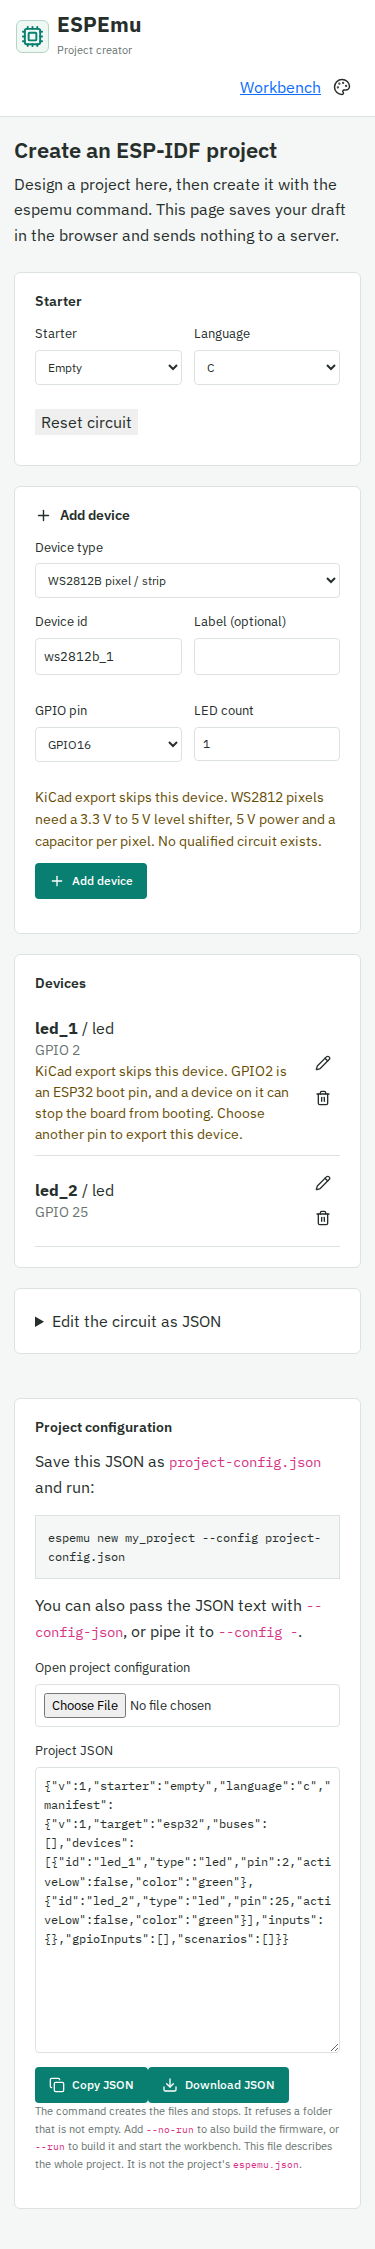 ESPEmu
Project creator
Workbench
Create an ESP-IDF project
Design a project here, then create it with the
espemu command. This page saves your draft
in the browser and sends nothing to a server.
Starter
Starter
Language
Empty
C
Reset circuit
Add device
Device type
WS2812B pixel / strip
Device id
Label (optional)
ws2812b_1
GPIO pin
LED count
GPIO16
1
KiCad export skips this device. WS2812 pixels
need a 3.3 V to 5 V level shifter, 5 V power and a
capacitor per pixel. No qualified circuit exists.
Add device
Devices
led_1 / led
GPIO 2
KiCad export skips this device. GPIO2 is
an ESP32 boot pin, and a device on it can
stop the board from booting. Choose
another pin to export this device.
led_2 / led
GPIO 25
Edit the circuit as JSON
Project configuration
Save this JSON as project-config.json
and run:
espemu new my_project --config project-
config.json
You can also pass the JSON text with --
config-json, or pipe it to --config -.
Open project configuration
Choose File No file chosen
Project JSON
{"v":1,"starter":"empty","language":"c","
manifest":
{"v":1,"target":"esp32","buses":
[],"devices":
[{"id":"led_1","type":"led","pin":2,"acti
veLow":false,"color":"green"},
{"id":"led_2","type":"led","pin":25,"acti
veLow":false,"color":"green"}],"inputs":
{},"gpioInputs":[],"scenarios":[]}}
Copy JSON
Download JSON
The command creates the files and stops. It refuses a folder
that is not empty. Add --no-run to also build the firmware, or
--run to build it and start the workbench. This file describes
the whole project. It is not the project's espemu.json.